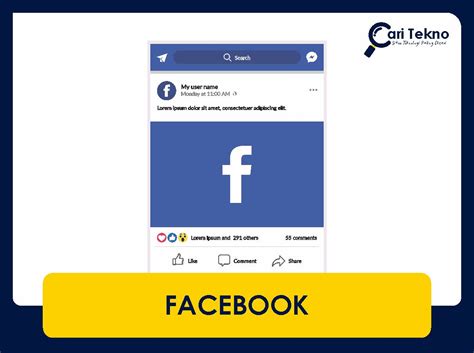 Cari Tekno
Search
My user name
Monday at 11:00 AM
Lorem ipsum dolor sit amet, consectetuer adipiscing elit.
f
Lorem ipsum and 291 others 55 comments
Like Comment Share
FACEBOOK